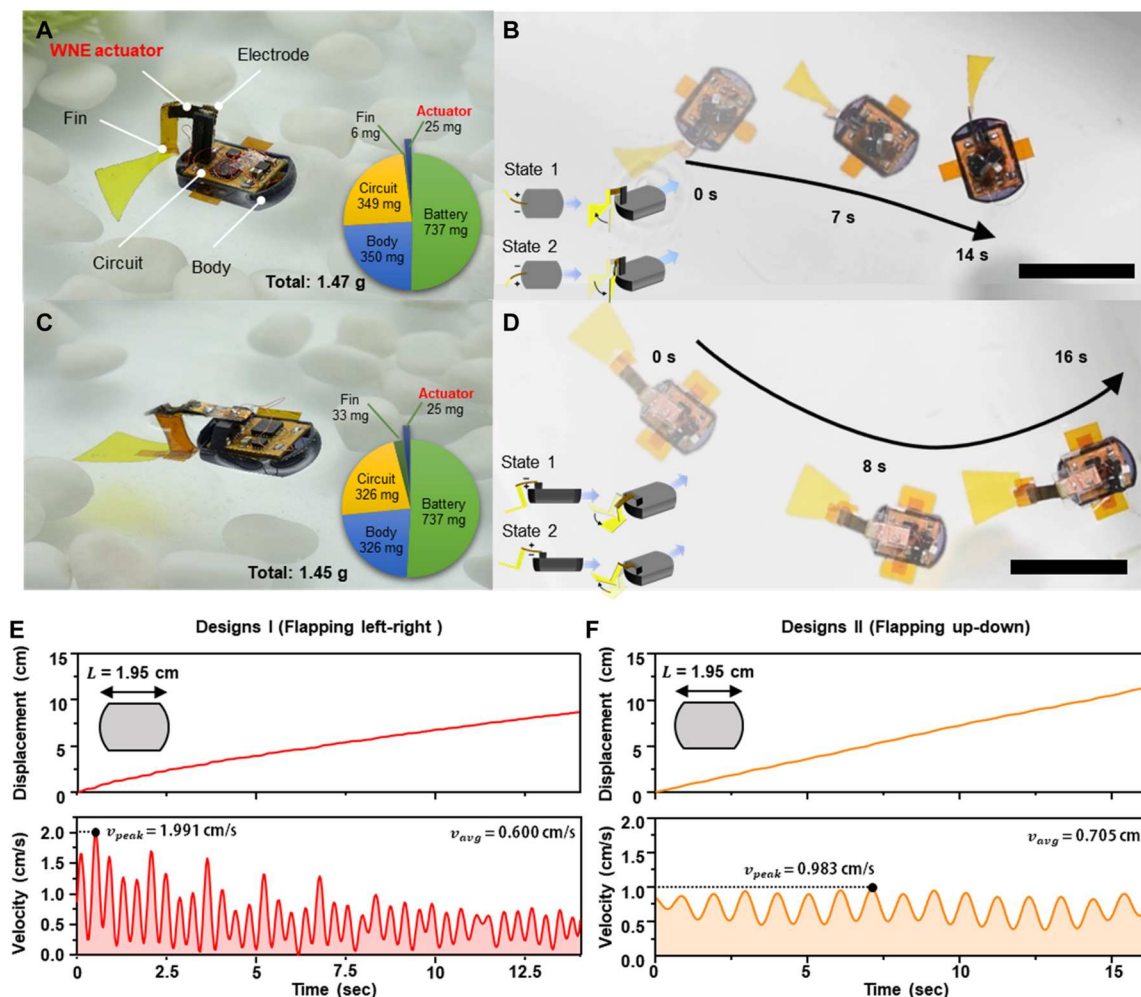 A
WNE actuator
Electrode
Fin
Circuit
Body
Fin
6 mg
Actuator
25 mg
Circuit
349 mg
Battery
737 mg
Body
350 mg
Total: 1.47 g
B
State 1
+
−
State 2
−
+
0 s
7 s
14 s
C
Fin
33 mg
Actuator
25 mg
Circuit
326 mg
Battery
737 mg
Body
326 mg
Total: 1.45 g
D
State 1
−
+
State 2
+
−
0 s
8 s
16 s
E
Designs I (Flapping left-right )
Displacement (cm)
15
10
5
0
L = 1.95 cm
Velocity (cm/s)
2.0
1.5
1.0
0.5
0.0
v_peak = 1.991 cm/s
v_avg = 0.600 cm/s
0 2.5 5 7.5 10 12.5
Time (sec)
F
Designs II (Flapping up-down)
Displacement (cm)
15
10
5
0
L = 1.95 cm
Velocity (cm/s)
2.0
1.5
1.0
0.5
0.0
v_peak = 0.983 cm/s
v_avg = 0.705 cm
0 5 10 15
Time (sec)